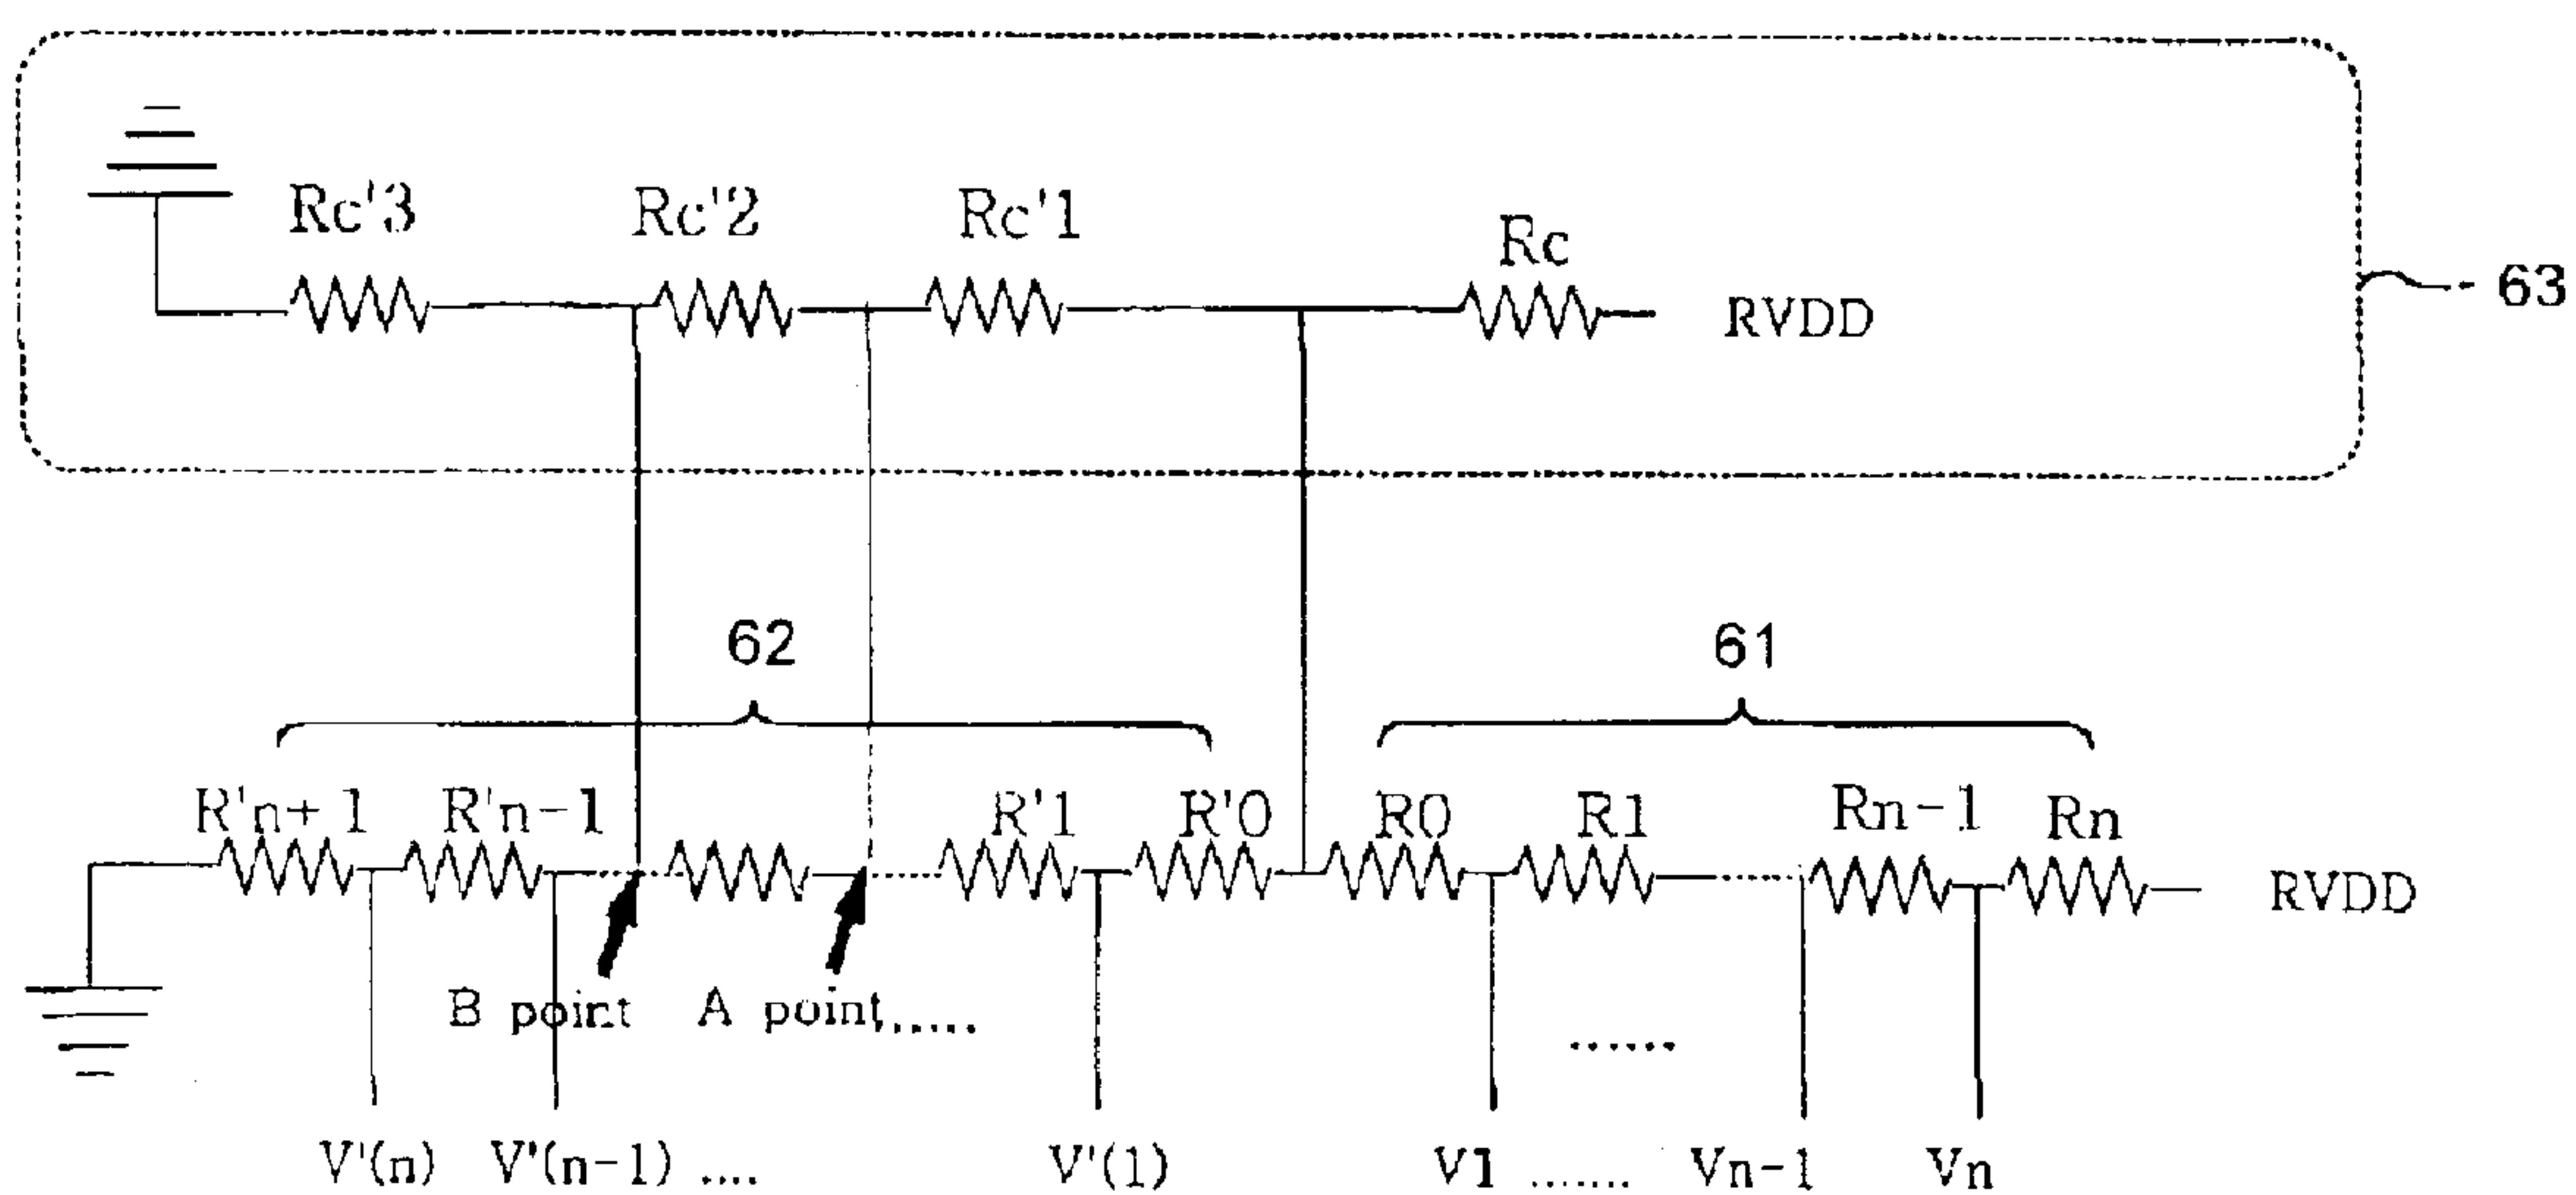 Rc'3 Rc'2 Rc'1 Rc
RVDD
63
62 61
R'n+1 R'n-1 R'1 R'0 R0 R1 Rn-1 Rn
RVDD
B point A point......
......
V'(n) V'(n-1) .... V'(1) V1 ....... Vn-1 Vn